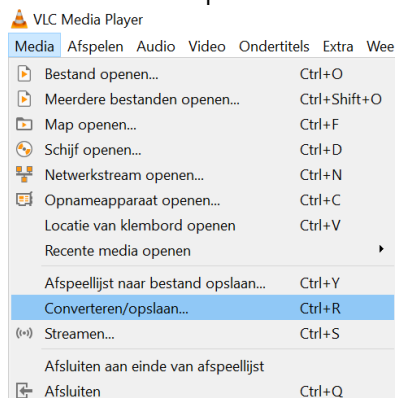 VLC Media Player
Media Afspelen Audio Video Ondertitels Extra Wee
Bestand openen... Ctrl+O
Meerdere bestanden openen... Ctrl+Shift+O
Map openen... Ctrl+F
Schijf openen... Ctrl+D
Netwerkstream openen... Ctrl+N
Opnameapparaat openen... Ctrl+C
Locatie van klembord openen Ctrl+V
Recente media openen
Afspeellijst naar bestand opslaan... Ctrl+Y
Converteren/opslaan... Ctrl+R
Streamen... Ctrl+S
Afsluiten aan einde van afspeellijst
Afsluiten Ctrl+Q